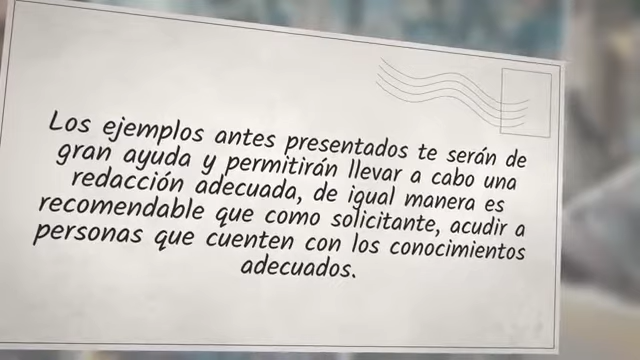 Los ejemplos antes presentados te serán de
gran ayuda y permitirán llevar a cabo una
redacción adecuada, de igual manera es
recomendable que como solicitante, acudir a
personas que cuenten con los conocimientos
adecuados.